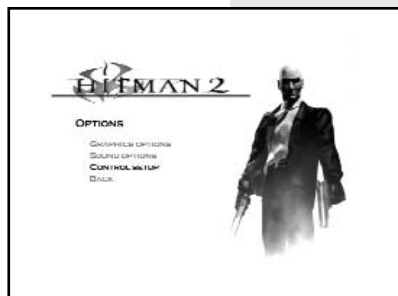 HITMAN 2
OPTIONS
GRAPHICS OPTIONS
SOUND OPTIONS
CONTROL SETUP
BACK